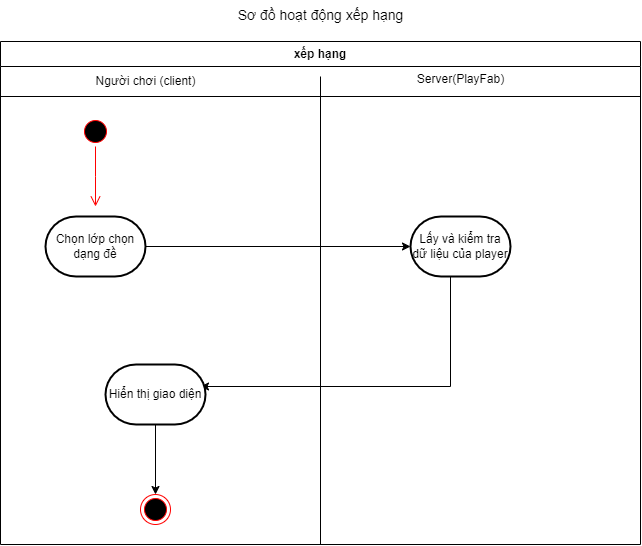 Sơ đồ hoạt động xếp hạng
xếp hạng
Người chơi (client)
Server(PlayFab)
Chọn lớp chọn
dạng đề
Lấy và kiểm tra
dữ liệu của player
Hiển thị giao diện